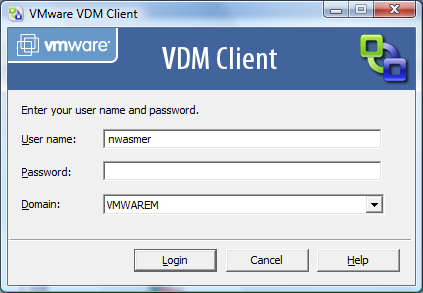 VMware VDM Client
vmware
VDM Client
Enter your user name and password.
User name: nwasmer
Password:
Domain: VMWAREM
Login Cancel Help